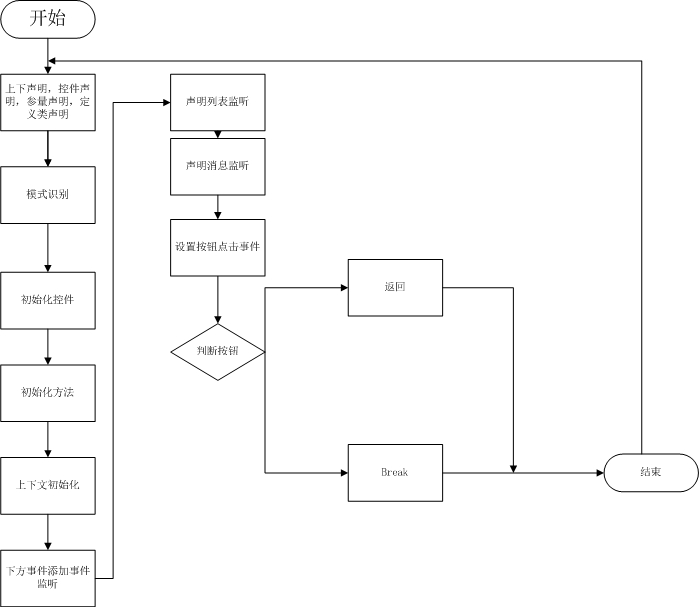 开始
上下声明，控件声
明，参量声明，定
义类声明
模式识别
初始化控件
初始化方法
上下文初始化
下方事件添加事件
监听
声明列表监听
声明消息监听
设置按钮点击事件
判断按钮
返回
Break
结束